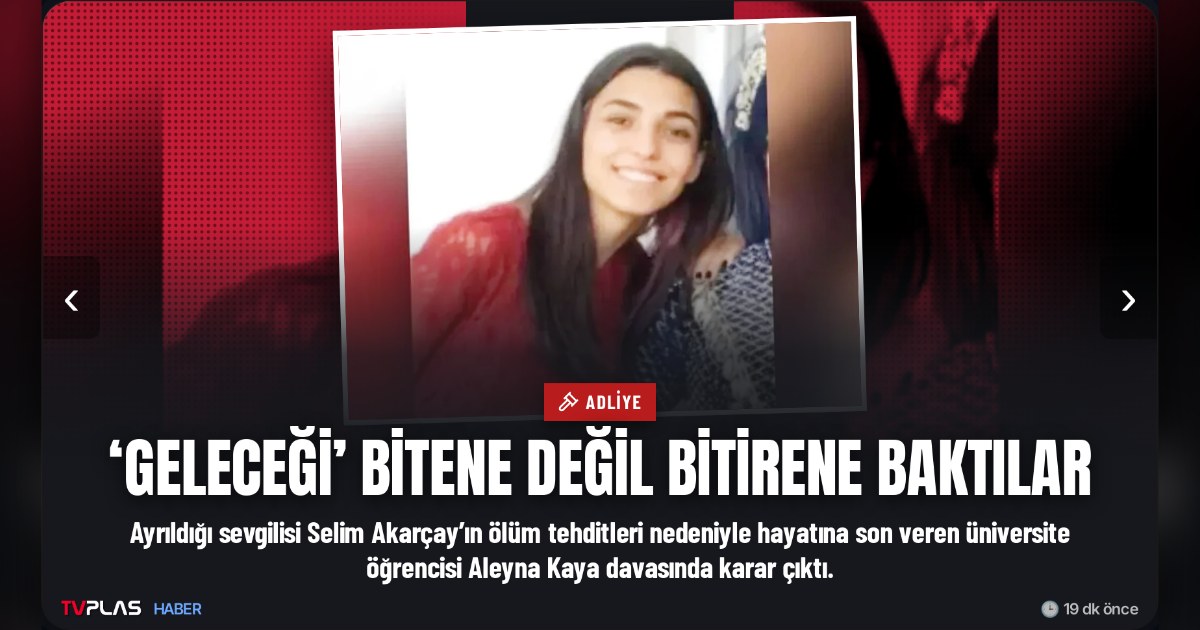 ADLİYE
‘GELECEĞİ’ BİTENE DEĞİL BİTİRENE BAKTILAR
Ayrıldığı sevgilisi Selim Akarçay’ın ölüm tehditleri nedeniyle hayatına son veren üniversite
öğrencisi Aleyna Kaya davasında karar çıktı.
TVPLAS HABER
19 dk önce